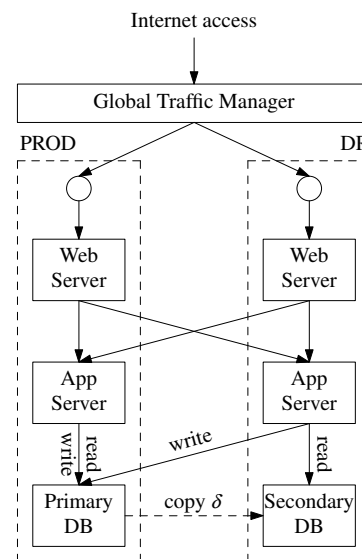 Internet access
Global Traffic Manager
PROD
Web
Server
Web
Server
App
Server
App
Server
write
read
write
read
Primary
DB
copy δ
Secondary
DB